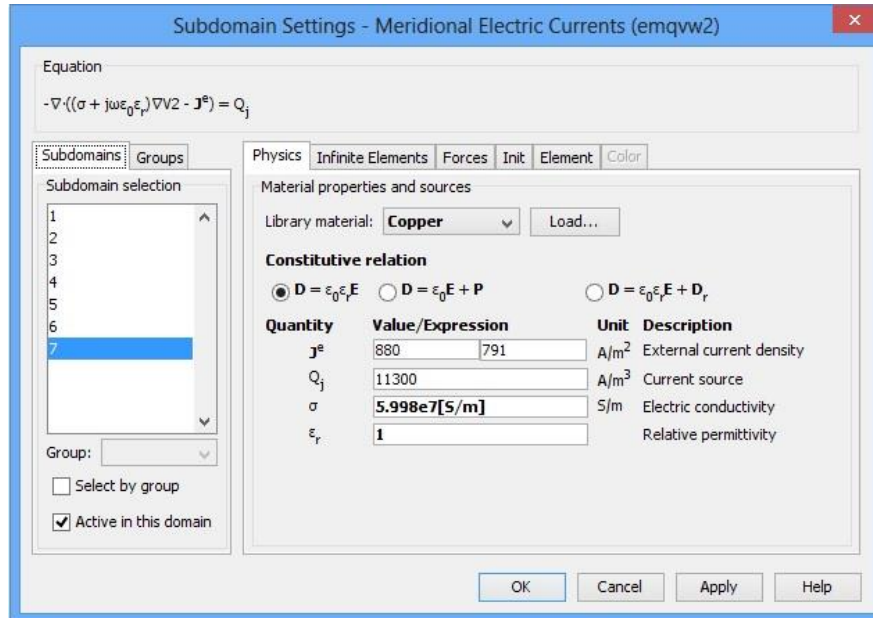 Subdomain Settings - Meridional Electric Currents (emqvw2)
Equation
-∇·((σ + jωε₀εᵣ)∇V2 - Jᵉ) = Qⱼ
Subdomains Groups
Subdomain selection
1
2
3
4
5
6
7
Group:
Select by group
Active in this domain
Physics Infinite Elements Forces Init Element Color
Material properties and sources
Library material: Copper Load...
Constitutive relation
D = ε₀εᵣE D = ε₀E + P D = ε₀εᵣE + Dᵣ
Quantity Value/Expression Unit Description
Jᵉ 880 791 A/m² External current density
Qⱼ 11300 A/m³ Current source
σ 5.998e7[S/m] S/m Electric conductivity
εᵣ 1 Relative permittivity
OK Cancel Apply Help